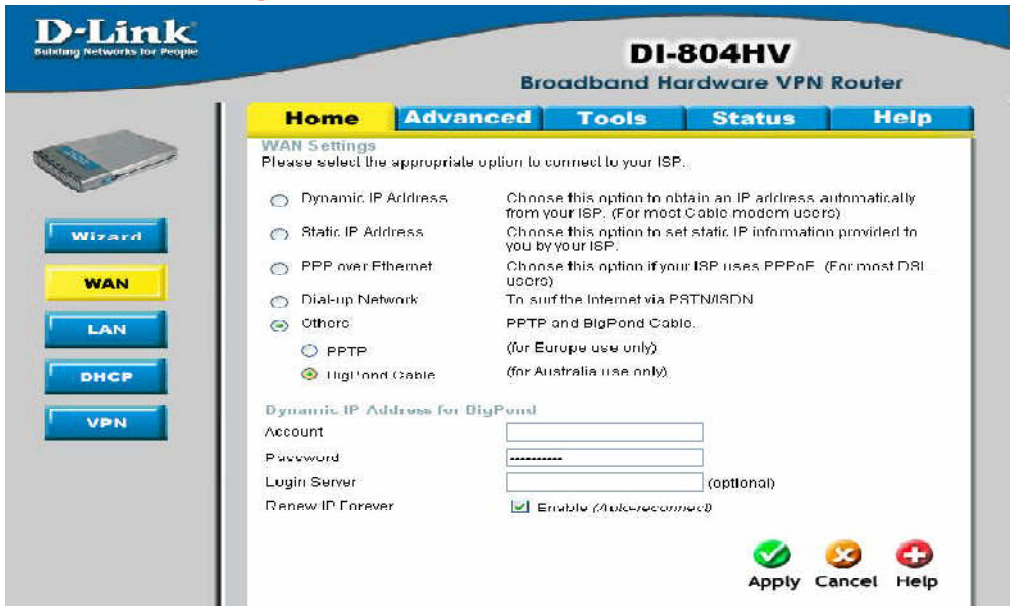 D-Link
Building Networks for People
DI-804HV
Broadband Hardware VPN Router
Home
Advanced
Tools
Status
Help
Wizard
WAN
LAN
DHCP
VPN
WAN Settings
Please select the appropriate option to connect to your ISP.
Dynamic IP Address
Choose this option to obtain an IP address automatically
from your ISP. (For most Cable modem users)
Static IP Address
Choose this option to set static IP information provided to
you by your ISP.
PPP over Ethernet
Choose this option if your ISP uses PPPoE. (For most DSL
users)
Dial-up Network
To surf the Internet via PSTN/ISDN
Others
PPTP and BigPond Cable.
PPTP
(for Europe use only)
BigPond Cable
(for Australia use only)
Dynamic IP Address for BigPond
Account
Password
Login Server
(optional)
Renew IP Forever
Enable (Auto-reconnect)
Apply
Cancel
Help